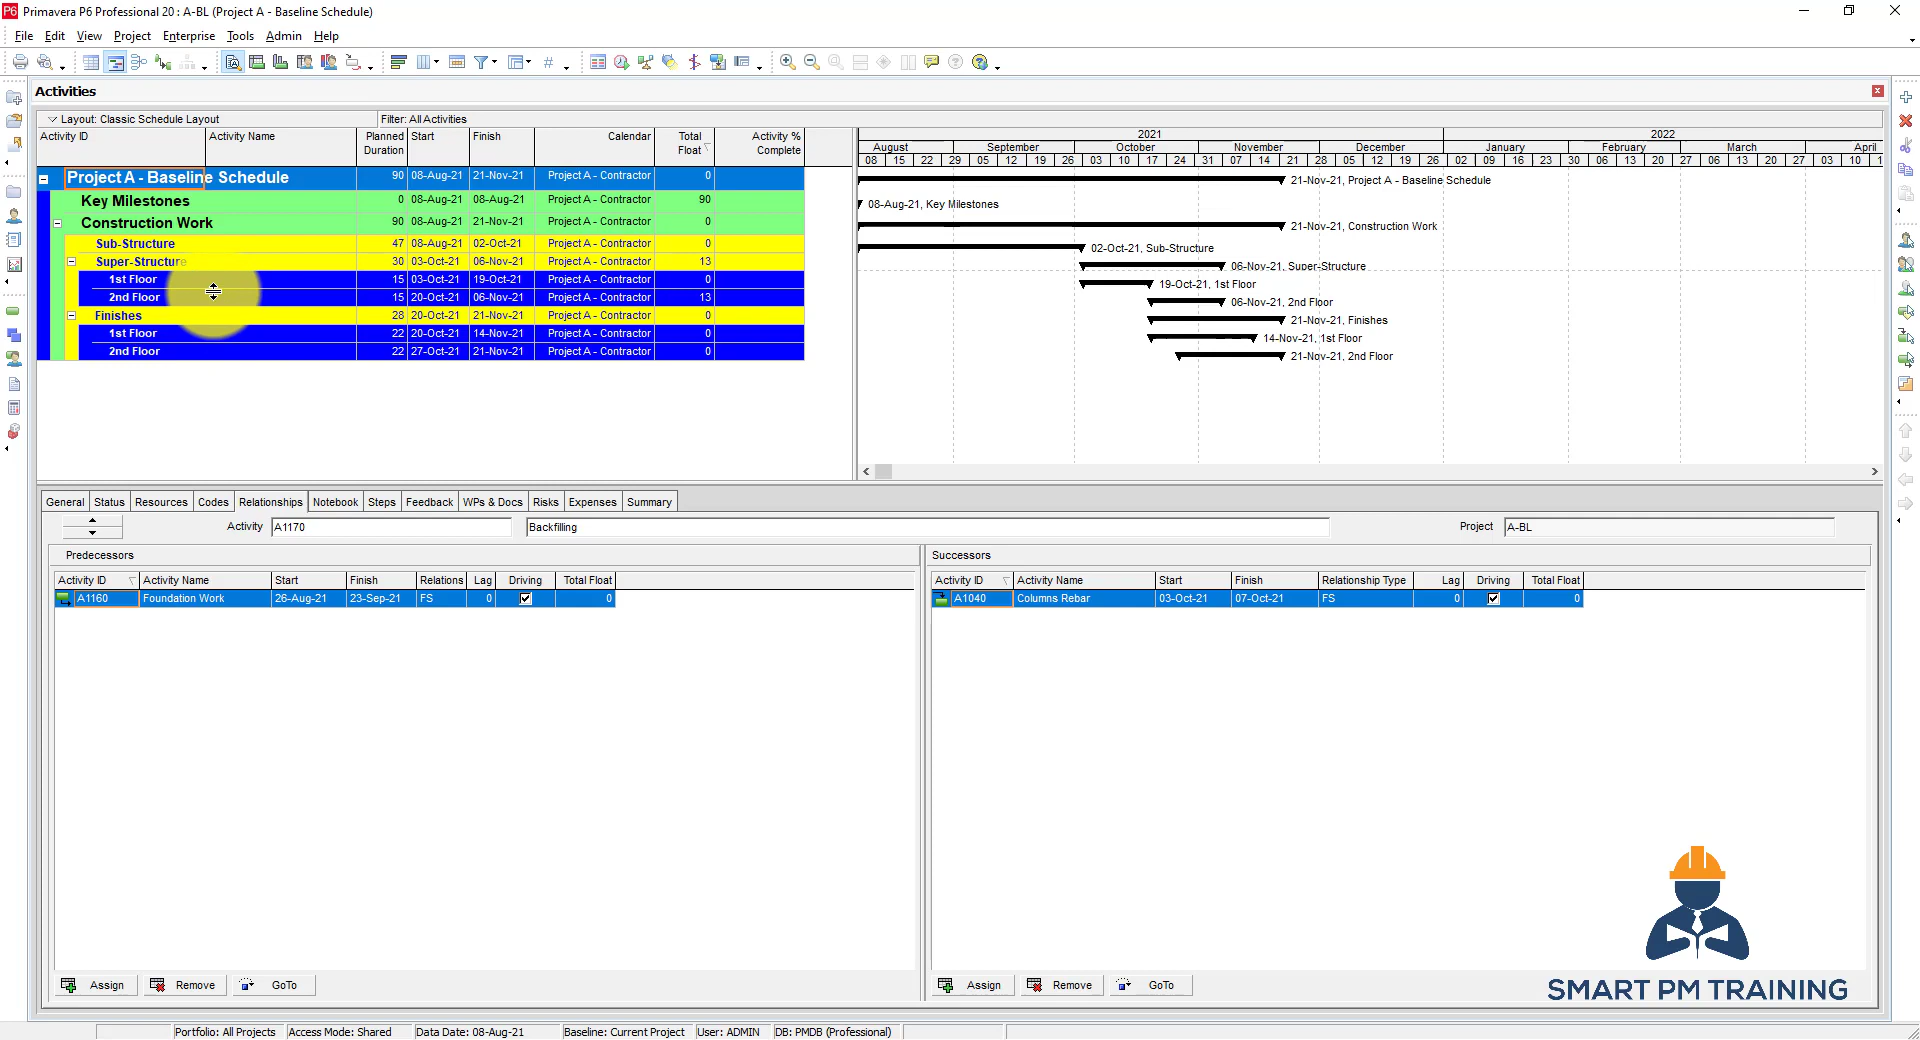 P6 Primavera P6 Professional 20 : A-BL (Project A - Baseline Schedule)
File Edit View Project Enterprise Tools Admin Help
Activities
Layout: Classic Schedule Layout Filter: All Activities
Activity ID Activity Name Planned Duration Start Finish Calendar Total Float Activity % Complete
2021 2022
August September October November December January February March April
08 15 22 29 05 12 19 26 03 10 17 24 31 07 14 21 28 05 12 19 26 02 09 16 23 30 06 13 20 27 06 13 20 27 03 10 1
Project A - Baseline Schedule 90 08-Aug-21 21-Nov-21 Project A - Contractor 0 21-Nov-21, Project A - Baseline Schedule
Key Milestones 0 08-Aug-21 08-Aug-21 Project A - Contractor 90 08-Aug-21, Key Milestones
Construction Work 90 08-Aug-21 21-Nov-21 Project A - Contractor 0 21-Nov-21, Construction Work
Sub-Structure 47 08-Aug-21 02-Oct-21 Project A - Contractor 0 02-Oct-21, Sub-Structure
Super-Structure 30 03-Oct-21 06-Nov-21 Project A - Contractor 13 06-Nov-21, Super-Structure
1st Floor 15 03-Oct-21 19-Oct-21 Project A - Contractor 0 19-Oct-21, 1st Floor
2nd Floor 15 20-Oct-21 06-Nov-21 Project A - Contractor 13 06-Nov-21, 2nd Floor
Finishes 28 20-Oct-21 21-Nov-21 Project A - Contractor 0 21-Nov-21, Finishes
1st Floor 22 20-Oct-21 14-Nov-21 Project A - Contractor 0 14-Nov-21, 1st Floor
2nd Floor 22 27-Oct-21 21-Nov-21 Project A - Contractor 0 21-Nov-21, 2nd Floor
General Status Resources Codes Relationships Notebook Steps Feedback WPs & Docs Risks Expenses Summary
Activity A1170 Backfilling Project A-BL
Predecessors Successors
Activity ID Activity Name Start Finish Relations Lag Driving Total Float Activity ID Activity Name Start Finish Relationship Type Lag Driving Total Float
A1160 Foundation Work 26-Aug-21 23-Sep-21 FS 0 0 A1040 Columns Rebar 03-Oct-21 07-Oct-21 FS 0 0
Assign Remove GoTo Assign Remove GoTo
SMART PM TRAINING
Portfolio: All Projects Access Mode: Shared Data Date: 08-Aug-21 Baseline: Current Project User: ADMIN DB: PMDB (Professional)